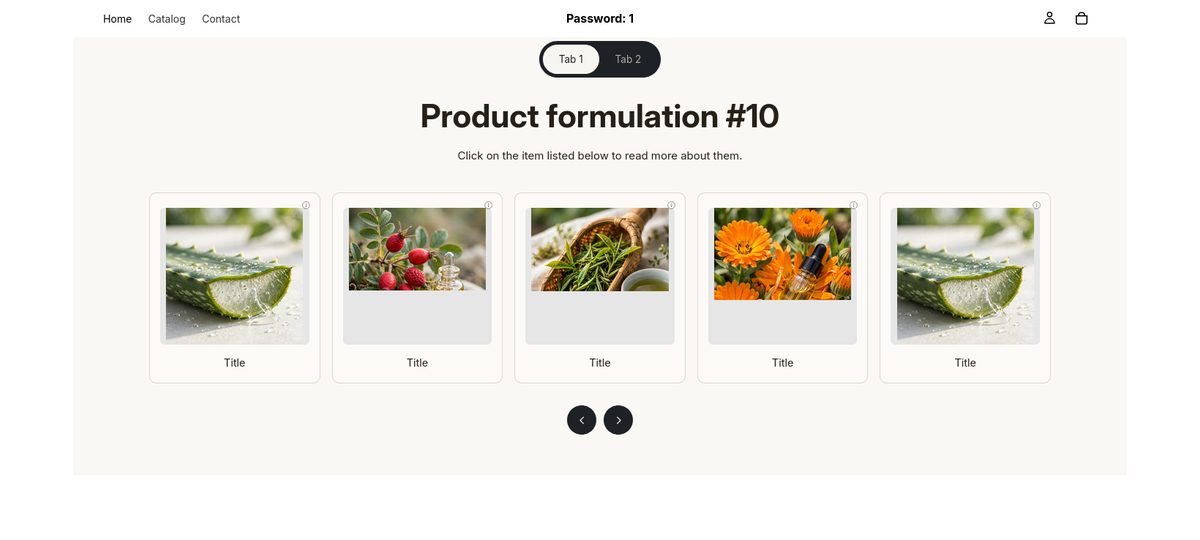 Home Catalog Contact Password: 1
Tab 1 Tab 2
Product formulation #10
Click on the item listed below to read more about them.
Title Title Title Title Title